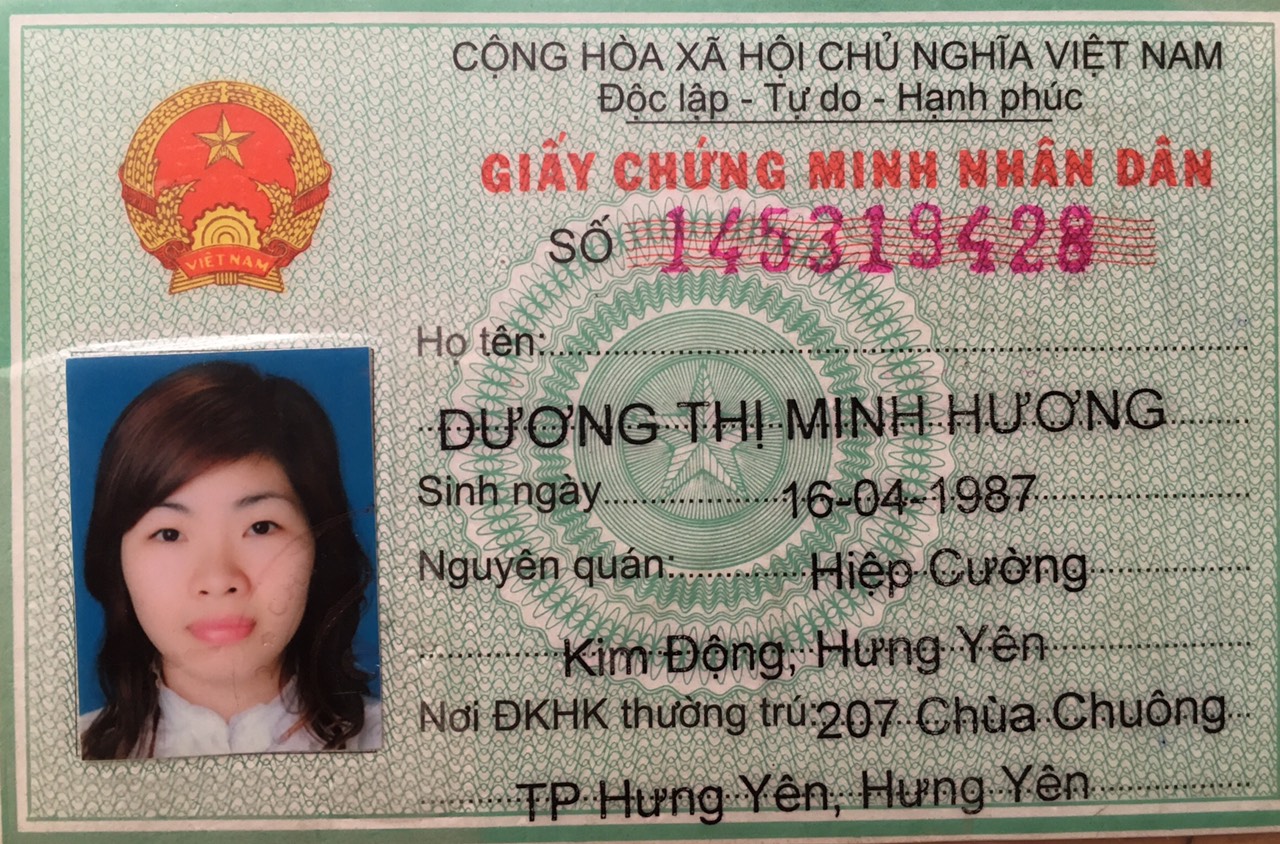 CỘNG HÒA XÃ HỘI CHỦ NGHĨA VIỆT NAM
Độc lập - Tự do - Hạnh phúc
GIẤY CHỨNG MINH NHÂN DÂN
SỐ 145319428
VIỆT NAM
Họ tên:
DƯƠNG THỊ MINH HƯƠNG
Sinh ngày 16-04-1987
Nguyên quán: Hiệp Cường
Kim Động, Hưng Yên
Nơi ĐKHK thường trú: 207 Chùa Chuông
TP Hưng Yên, Hưng Yên